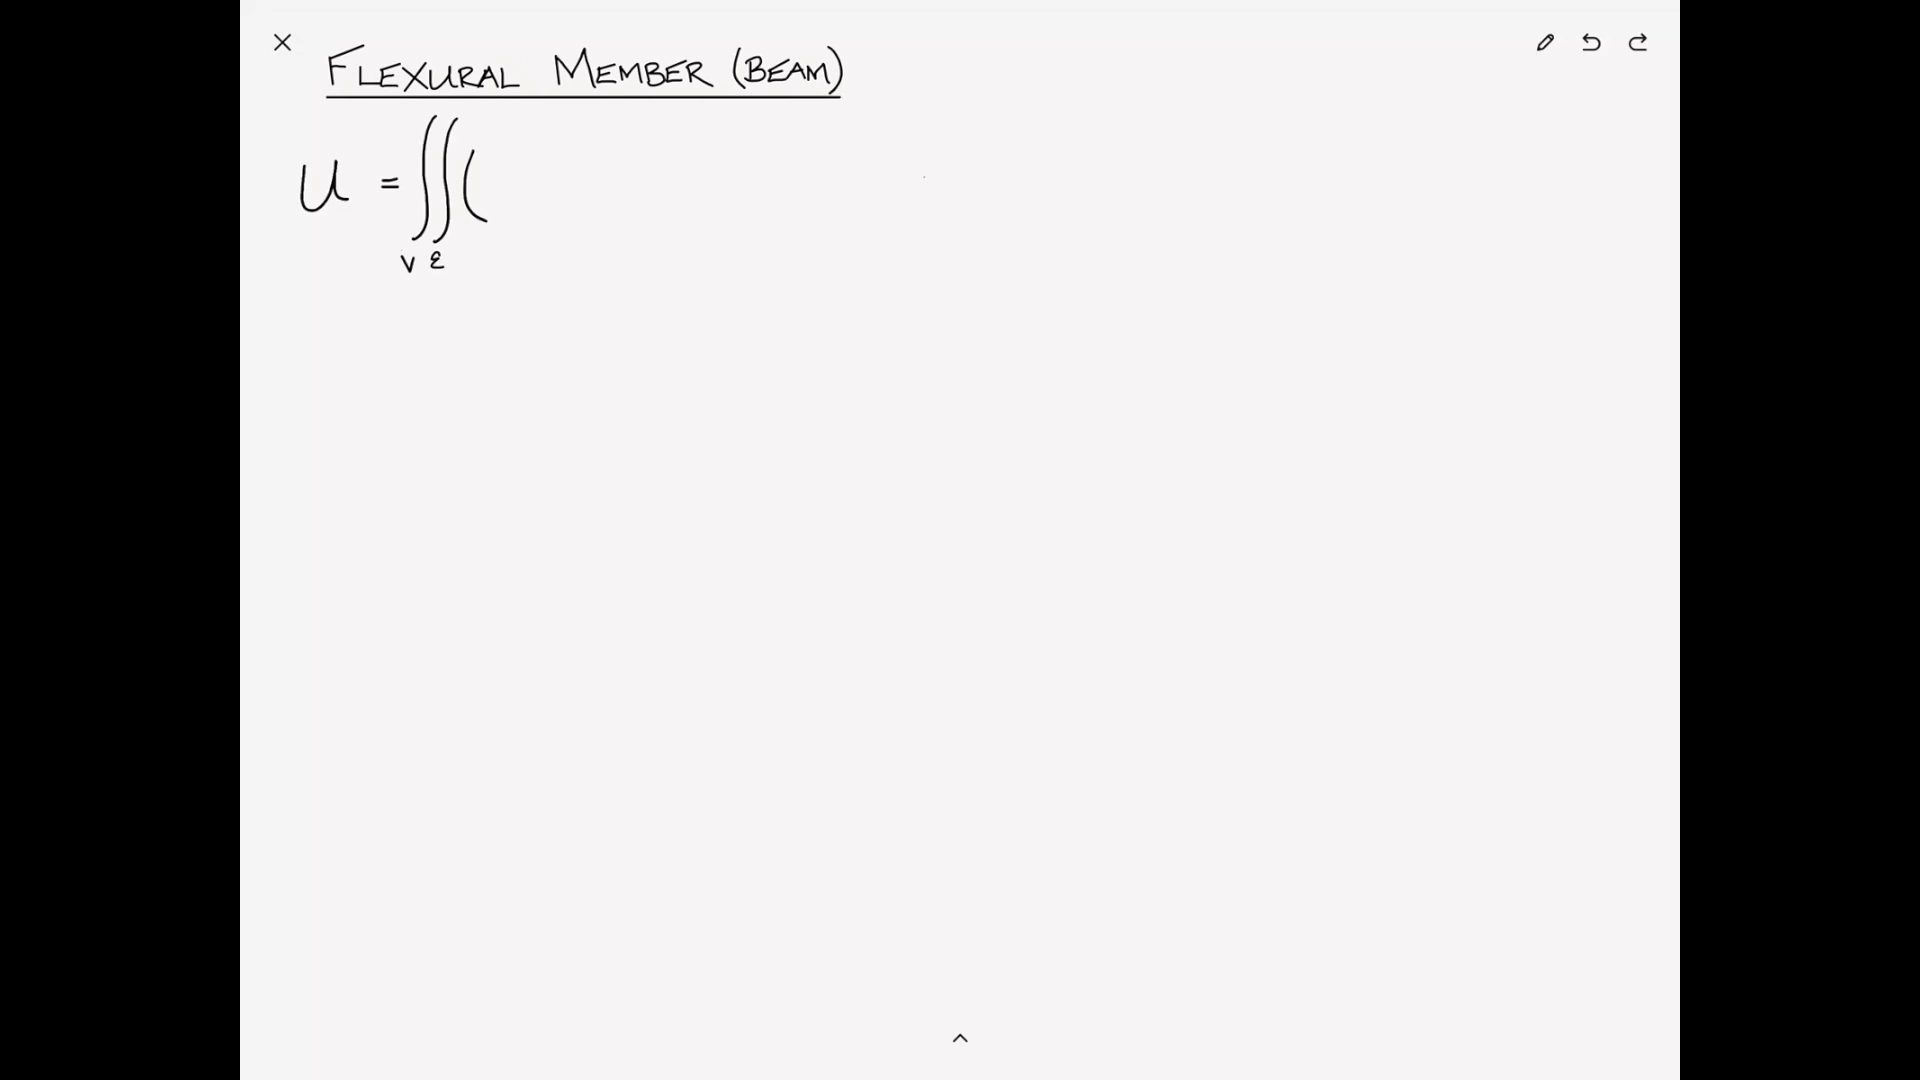 FLEXURAL MEMBER (BEAM)
U = ∬(
V ε